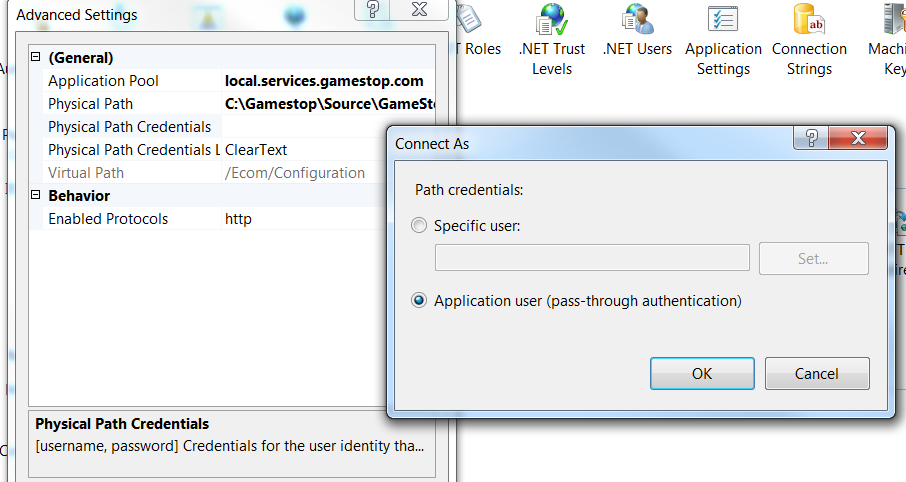 Advanced Settings
(General)
Application Pool local.services.gamestop.com
Physical Path C:\Gamestop\Source\GameSto
Physical Path Credentials
Physical Path Credentials L ClearText
Virtual Path /Ecom/Configuration
Behavior
Enabled Protocols http
Physical Path Credentials
[username, password] Credentials for the user identity tha...
Roles
.NET Trust
Levels
.NET Users
Application
Settings
Connection
Strings
ab
Machi
Key
Connect As
Path credentials:
Specific user:
Set...
Application user (pass-through authentication)
OK
Cancel